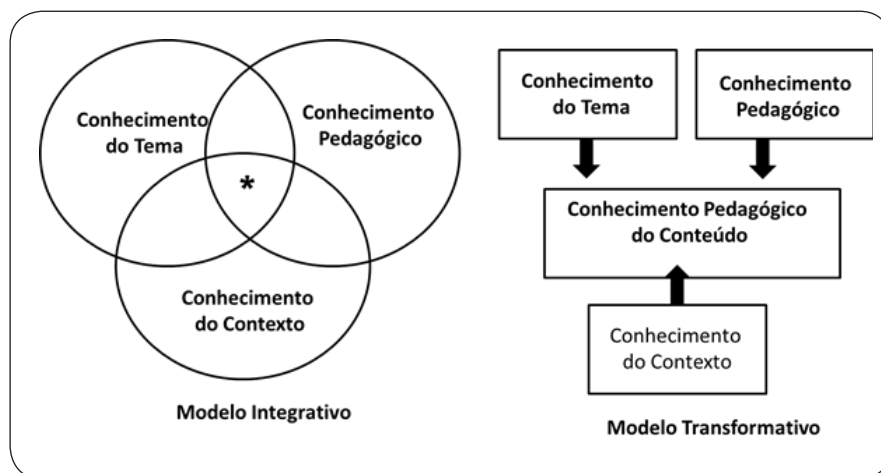 Conhecimento
do Tema
Conhecimento
Pedagógico
*
Conhecimento
do Contexto
Modelo Integrativo
Conhecimento
do Tema
Conhecimento
Pedagógico
Conhecimento Pedagógico
do Conteúdo
Conhecimento
do Contexto
Modelo Transformativo